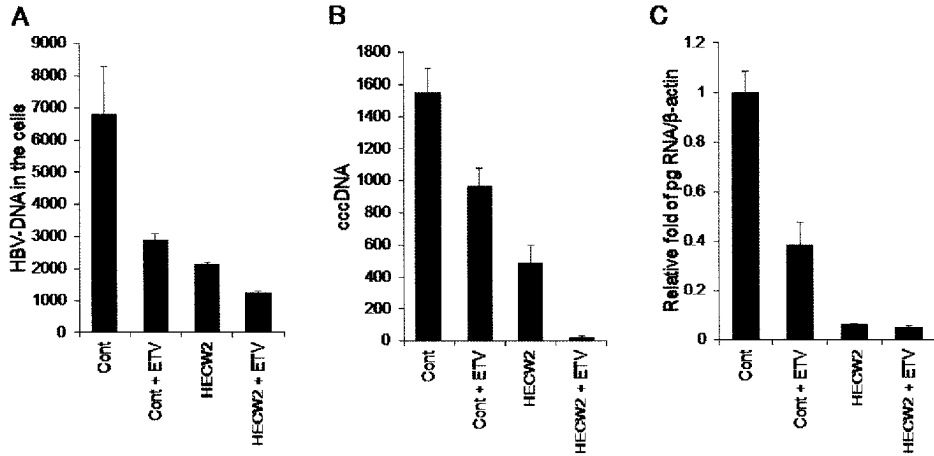 A
HBV-DNA in the cells
9000
8000
7000
6000
5000
4000
3000
2000
1000
0
Cont
Cont + ETV
HECW2
HECW2 + ETV
B
cccDNA
1800
1600
1400
1200
1000
800
600
400
200
0
Cont
Cont + ETV
HECW2
HECW2 + ETV
C
Relative fold of pg RNA/β-actin
1.2
1
0.8
0.6
0.4
0.2
0
Cont
Cont + ETV
HECW2
HECW2 + ETV